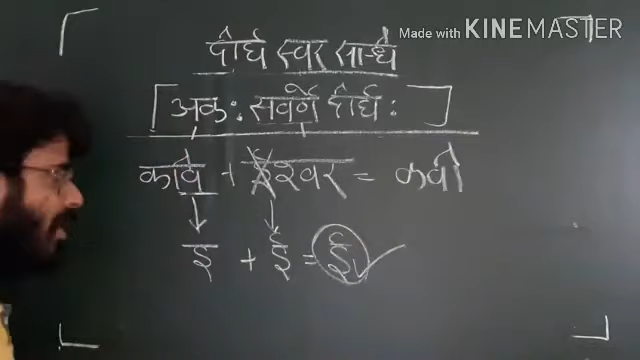 Made with KINEMASTER
दीर्घ स्वर सन्धि
[ अकः सवर्णे दीर्घः ]
कवि + ईश्वर = कवी
इ + ई = ई